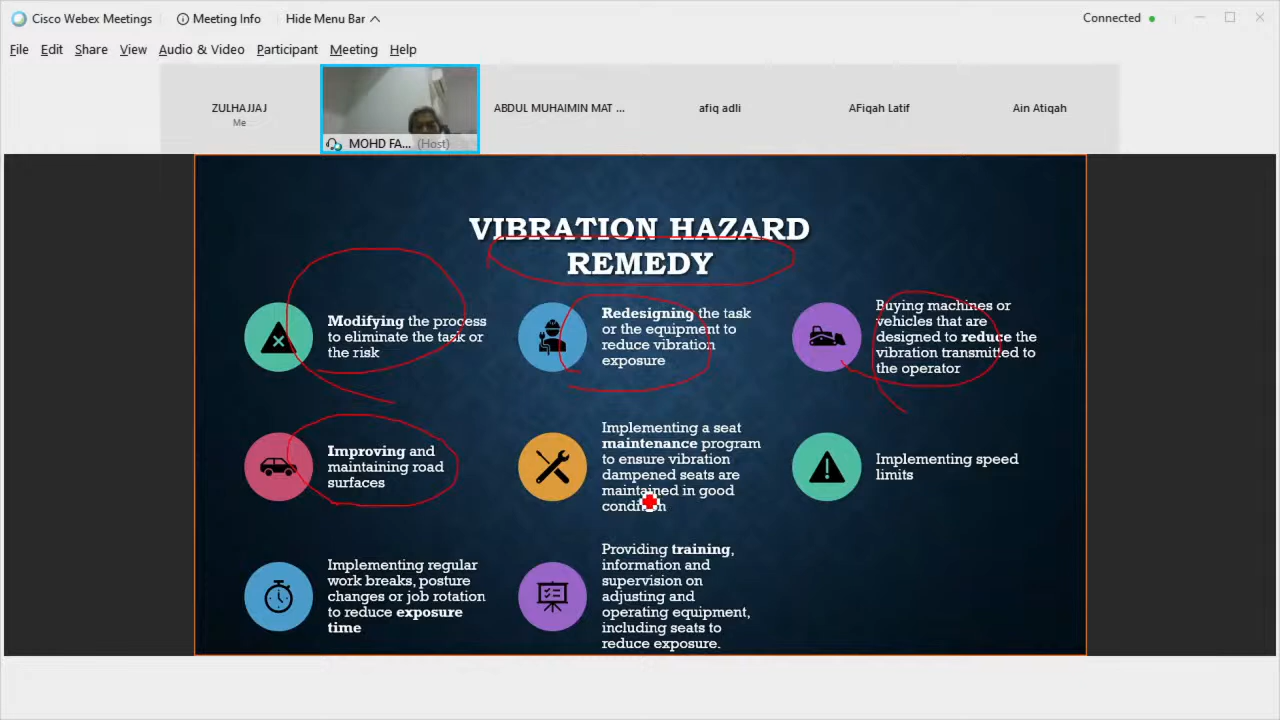 Cisco Webex Meetings
Meeting Info
Hide Menu Bar
Connected
File Edit Share View Audio & Video Participant Meeting Help
ZULHAJJAJ
Me
MOHD FA... (Host)
ABDUL MUHAIMIN MAT ...
afiq adli
AFiqah Latif
Ain Atiqah
VIBRATION HAZARD
REMEDY
Modifying the process
to eliminate the task or
the risk
Redesigning the task
or the equipment to
reduce vibration
exposure
Buying machines or
vehicles that are
designed to reduce the
vibration transmitted to
the operator
Improving and
maintaining road
surfaces
Implementing a seat
maintenance program
to ensure vibration
dampened seats are
maintained in good
condition
Implementing speed
limits
Implementing regular
work breaks, posture
changes or job rotation
to reduce exposure
time
Providing training,
information and
supervision on
adjusting and
operating equipment,
including seats to
reduce exposure.